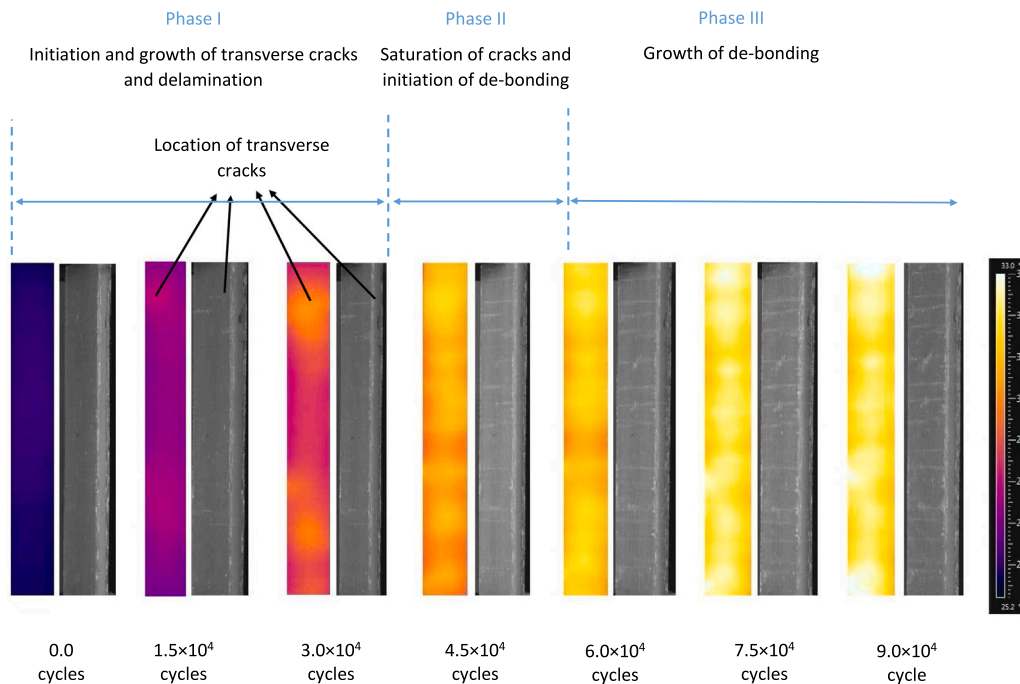 Phase I
Phase II
Phase III
Initiation and growth of transverse cracks
and delamination
Saturation of cracks and
initiation of de-bonding
Growth of de-bonding
Location of transverse
cracks
33.0
25.2
0.0
cycles
1.5×10⁴
cycles
3.0×10⁴
cycles
4.5×10⁴
cycles
6.0×10⁴
cycles
7.5×10⁴
cycles
9.0×10⁴
cycle